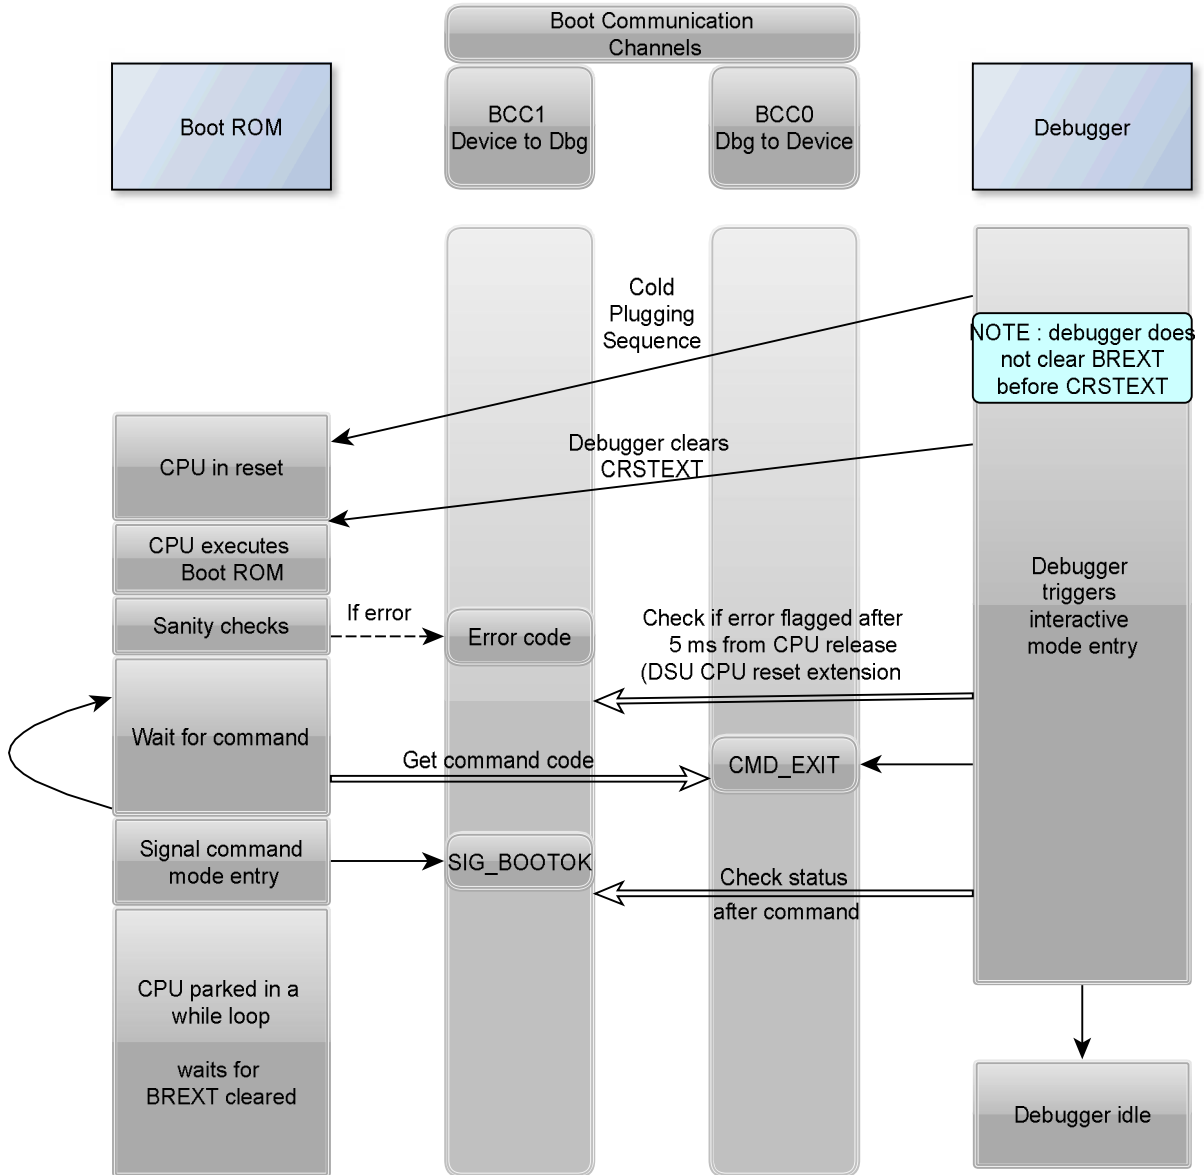 Boot Communication
Channels
Boot ROM
BCC1
Device to Dbg
BCC0
Dbg to Device
Debugger
Cold
Plugging
Sequence
NOTE : debugger does
not clear BREXT
before CRSTEXT
CPU in reset
Debugger clears
CRSTEXT
CPU executes
Boot ROM
Debugger
triggers
interactive
mode entry
Sanity checks
If error
Error code
Check if error flagged after
5 ms from CPU release
(DSU CPU reset extension
Wait for command
Get command code
CMD_EXIT
Signal command
mode entry
SIG_BOOTOK
Check status
after command
CPU parked in a
while loop
waits for
BREXT cleared
Debugger idle